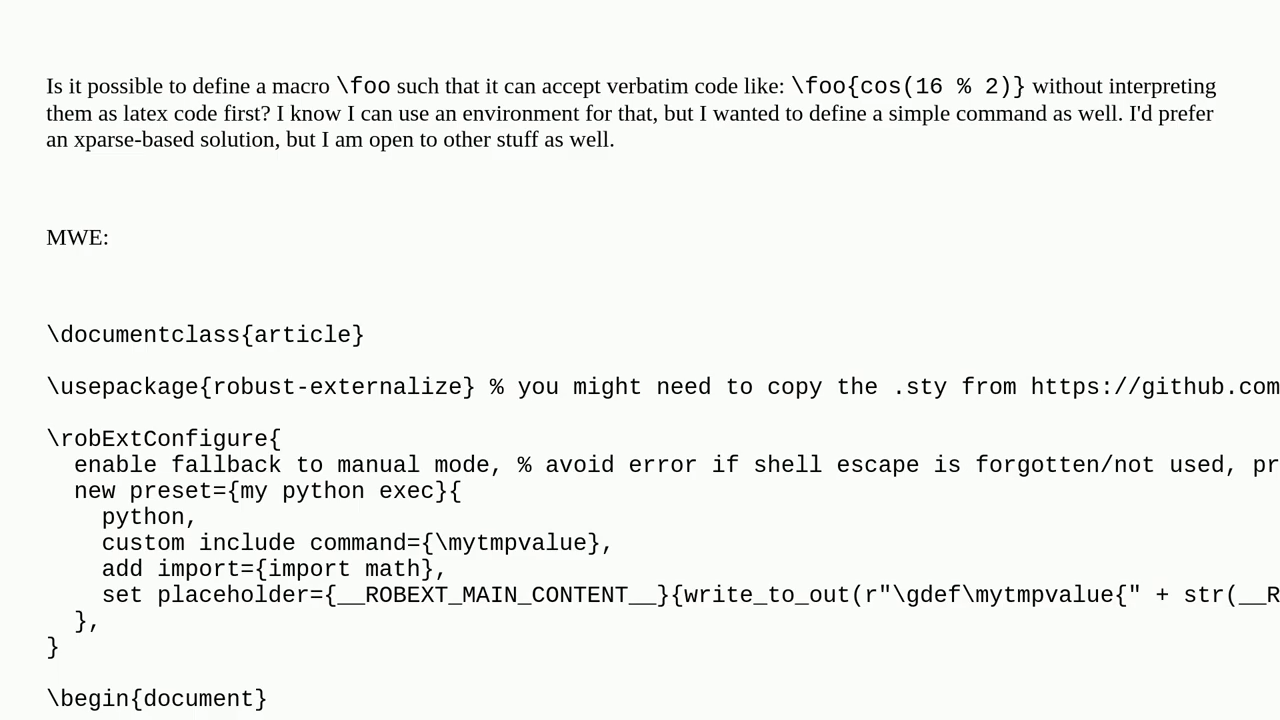 Is it possible to define a macro \foo such that it can accept verbatim code like: \foo{cos(16 % 2)} without interpreting
them as latex code first? I know I can use an environment for that, but I wanted to define a simple command as well. I'd prefer
an xparse-based solution, but I am open to other stuff as well.
MWE:
\documentclass{article}
\usepackage{robust-externalize} % you might need to copy the .sty from https://github.com
\robExtConfigure{
  enable fallback to manual mode, % avoid error if shell escape is forgotten/not used, pr
  new preset={my python exec}{
    python,
    custom include command={\mytmpvalue},
    add import={import math},
    set placeholder={__ROBEXT_MAIN_CONTENT__}{write_to_out(r"\gdef\mytmpvalue{" + str(__R
  },
}
\begin{document}